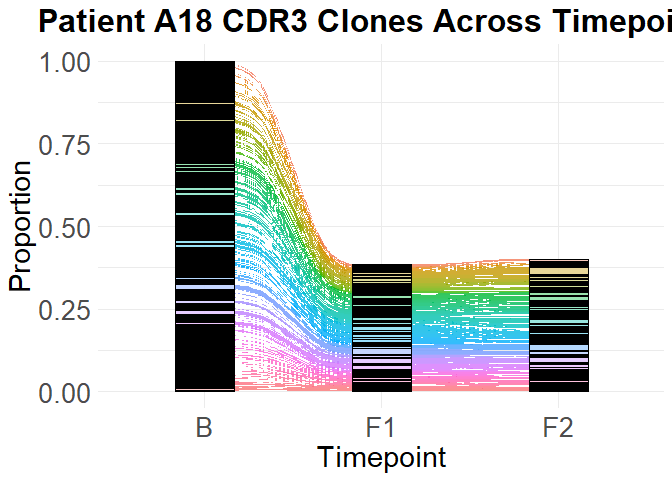 Patient A18 CDR3 Clones Across Timepoi
1.00
0.75
0.50
0.25
0.00
Proportion
B F1 F2
Timepoint